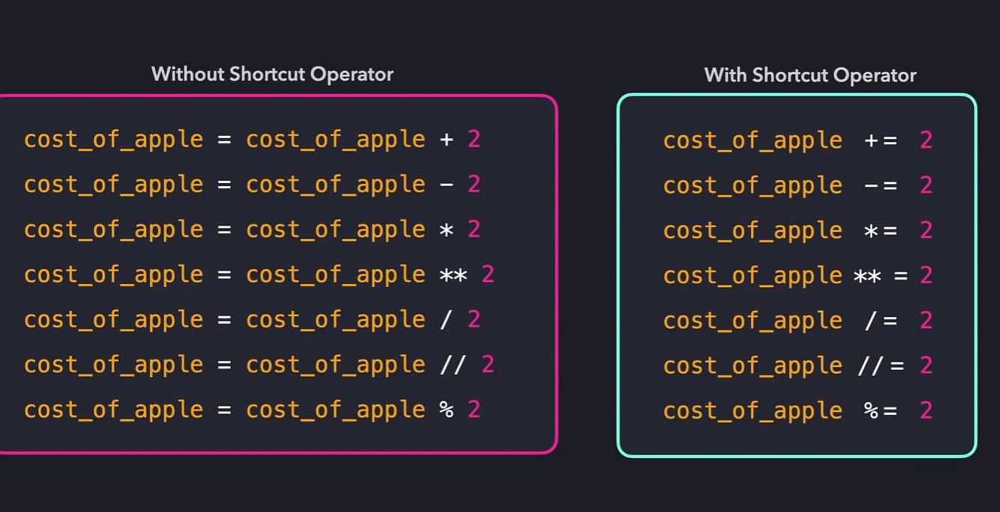 Without Shortcut Operator
cost_of_apple = cost_of_apple + 2
cost_of_apple = cost_of_apple - 2
cost_of_apple = cost_of_apple * 2
cost_of_apple = cost_of_apple ** 2
cost_of_apple = cost_of_apple / 2
cost_of_apple = cost_of_apple // 2
cost_of_apple = cost_of_apple % 2
With Shortcut Operator
cost_of_apple += 2
cost_of_apple -= 2
cost_of_apple *= 2
cost_of_apple ** = 2
cost_of_apple /= 2
cost_of_apple //= 2
cost_of_apple %= 2